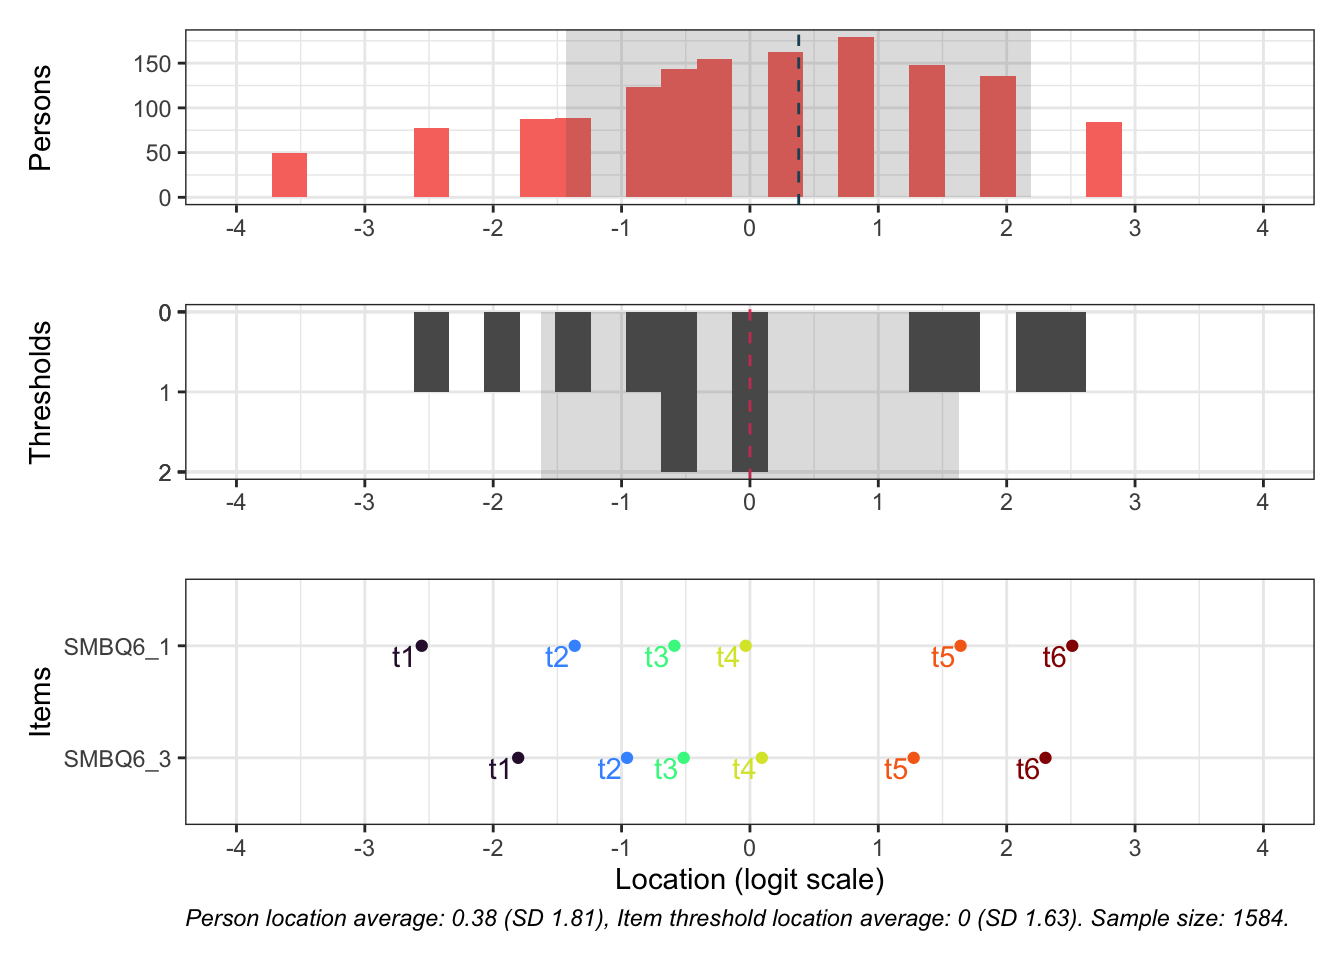 Persons
150
100
50
0
-4 -3 -2 -1 0 1 2 3 4
Thresholds
0
1
2
-4 -3 -2 -1 0 1 2 3 4
Items
SMBQ6_1
t1 t2 t3 t4 t5 t6
SMBQ6_3
t1 t2 t3 t4 t5 t6
-4 -3 -2 -1 0 1 2 3 4
Location (logit scale)
Person location average: 0.38 (SD 1.81), Item threshold location average: 0 (SD 1.63). Sample size: 1584.